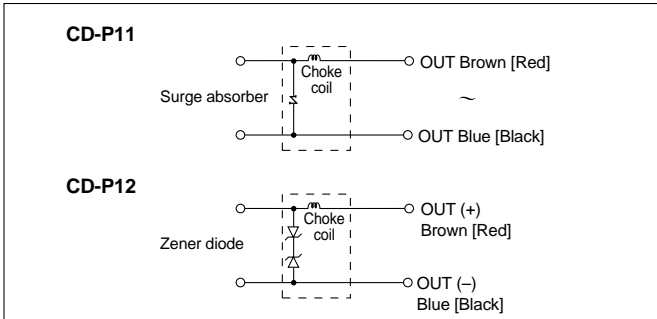 CD-P11
Choke
coil
OUT Brown [Red]
Surge absorber
~
OUT Blue [Black]
CD-P12
Choke
coil
OUT (+)
Brown [Red]
Zener diode
OUT (–)
Blue [Black]